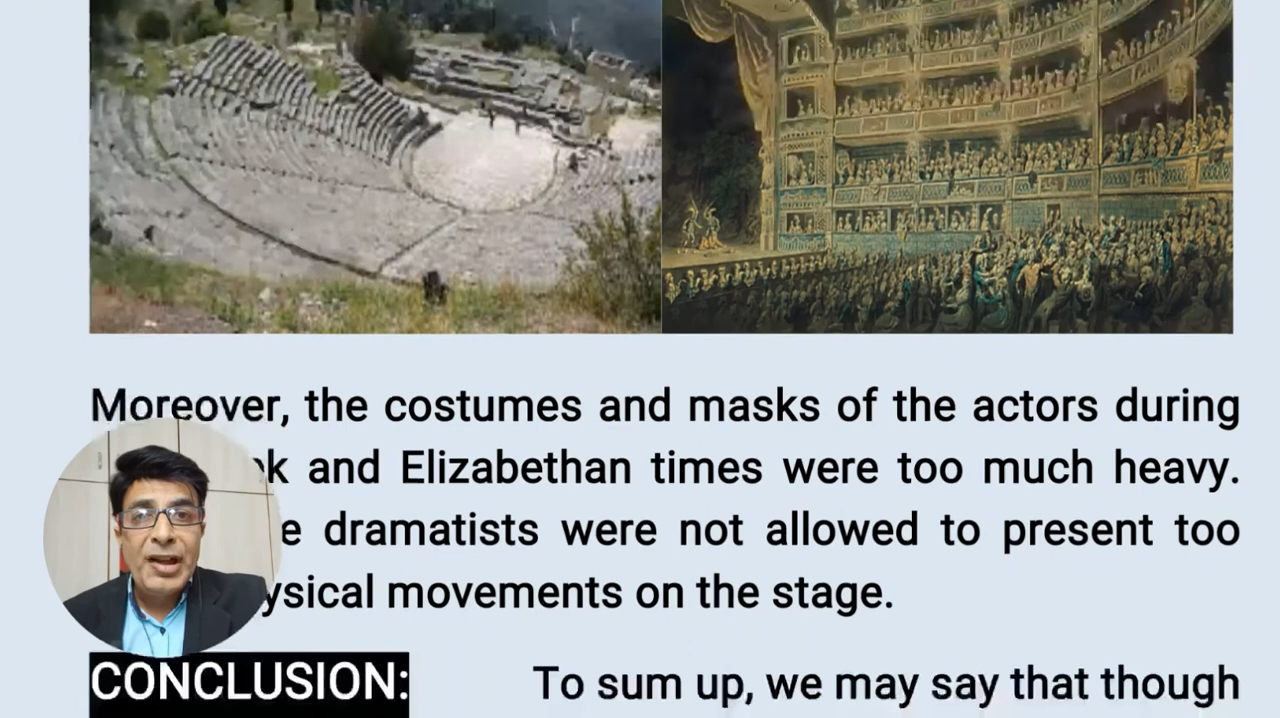 Moreover, the costumes and masks of the actors during
and Elizabethan times were too much heavy.
dramatists were not allowed to present too
movements on the stage.
CONCLUSION: To sum up, we may say that though